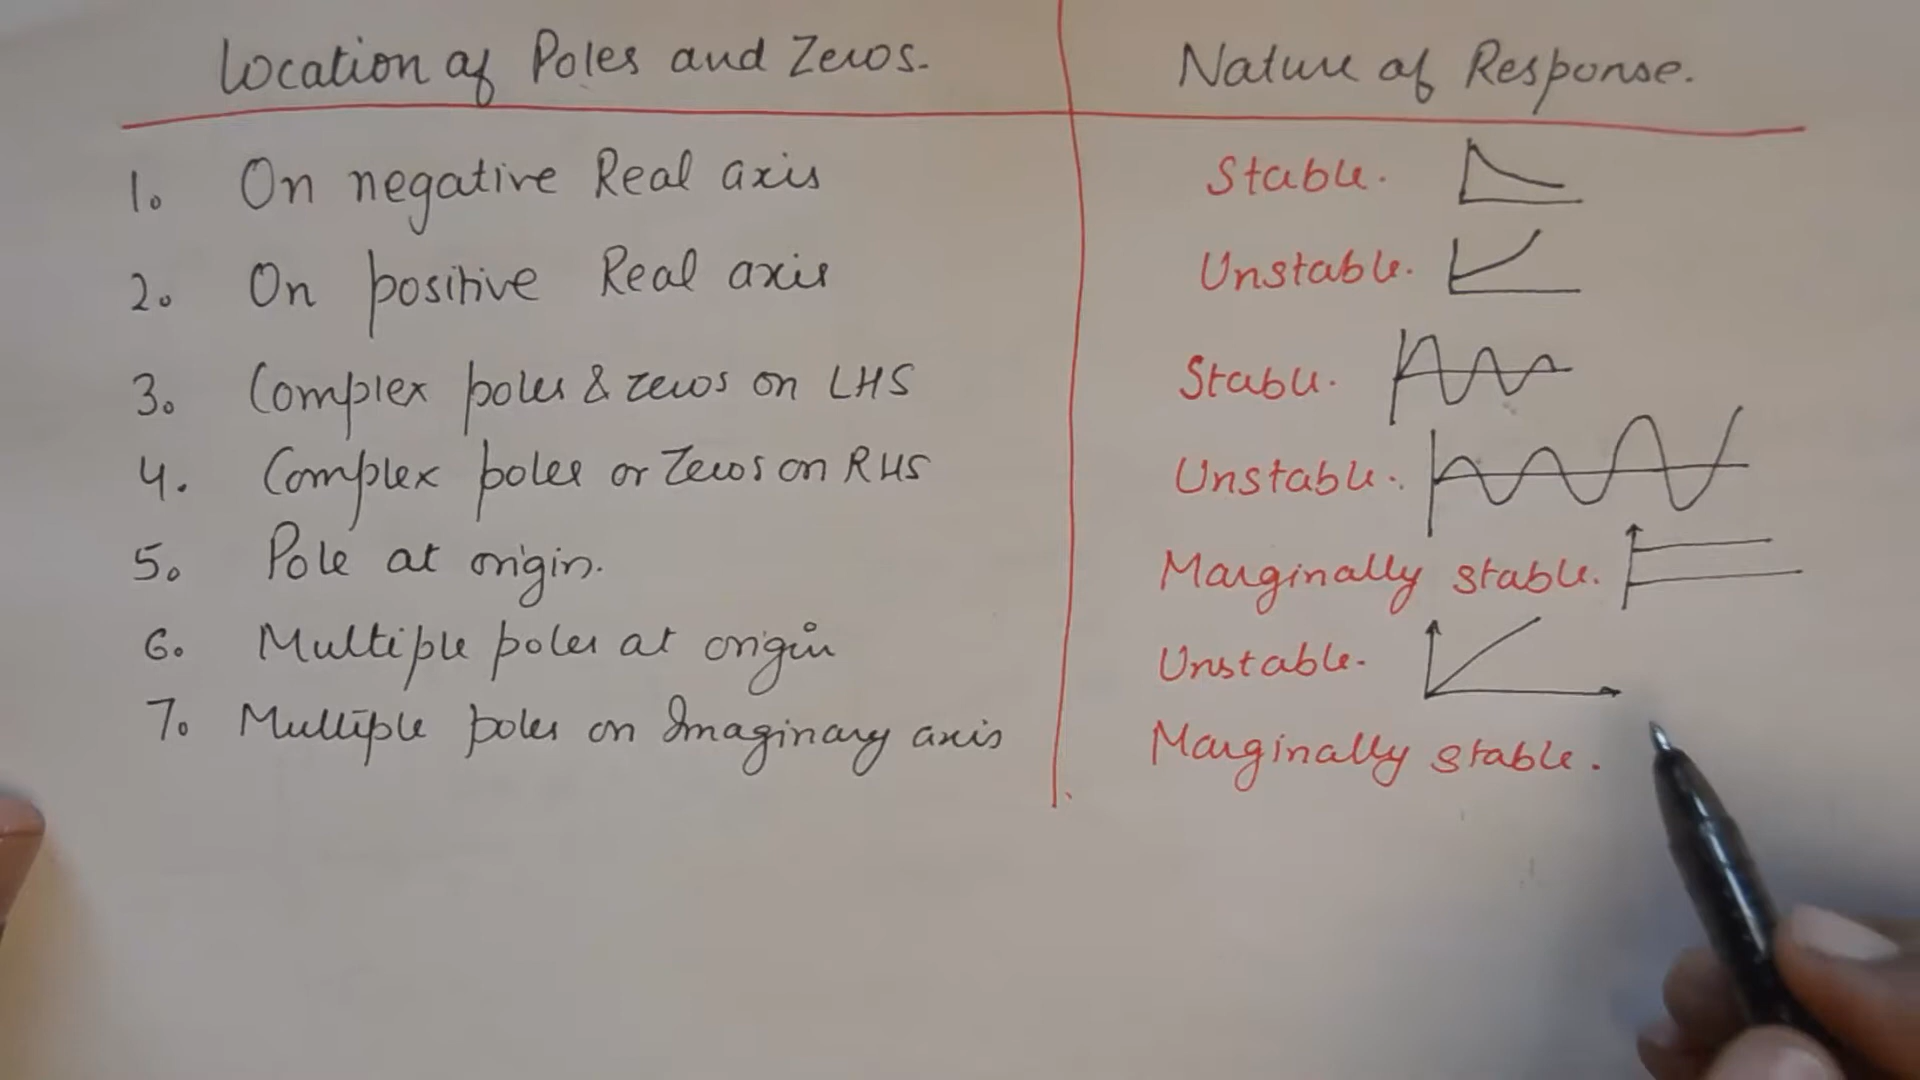 Location of Poles and Zeros. Nature of Response.
1. On negative Real axis Stable.
2. On positive Real axis Unstable.
3. Complex poles & zeros on LHS Stable.
4. Complex poles or Zeros on RHS Unstable.
5. Pole at origin. Marginally stable.
6. Multiple poles at origin Unstable.
7. Multiple poles on Imaginary axis Marginally stable.